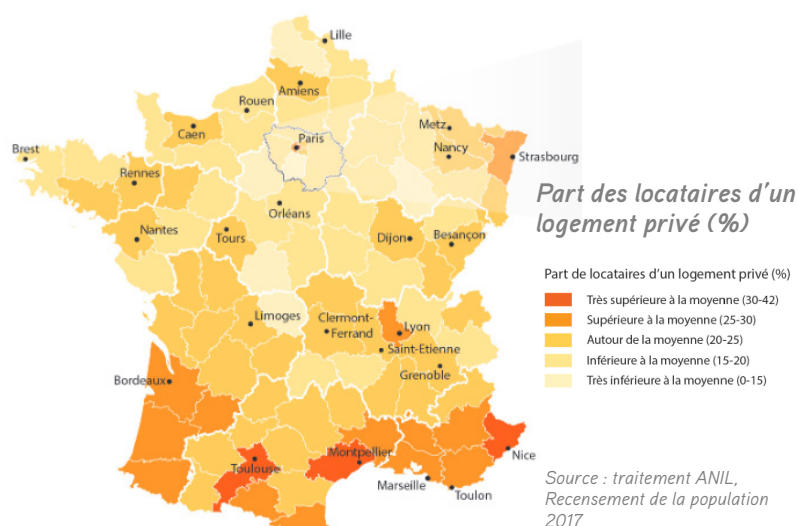 Lille
Amiens
Rouen
Caen
Paris
Metz
Nancy
Strasbourg
Brest
Rennes
Orléans
Nantes
Tours
Dijon
Besançon
Limoges
Clermont-
Ferrand
Lyon
Saint-Etienne
Grenoble
Bordeaux
Toulouse
Montpellier
Nice
Marseille
Toulon
Part des locataires d'un
logement privé (%)
Part de locataires d'un logement privé (%)
Très supérieure à la moyenne (30-42)
Supérieure à la moyenne (25-30)
Autour de la moyenne (20-25)
Inférieure à la moyenne (15-20)
Très inférieure à la moyenne (0-15)
Source : traitement ANIL,
Recensement de la population
2017